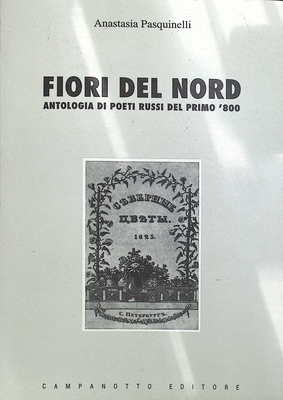 Anastasia Pasquinelli
FIORI DEL NORD
ANTOLOGIA DI POETI RUSSI DEL PRIMO '800
СѢВЕРНЫЕ
ЦВѢТЫ.
1825.
С. ПЕТЕРБУРГЪ.
CAMPANOTTO EDITORE